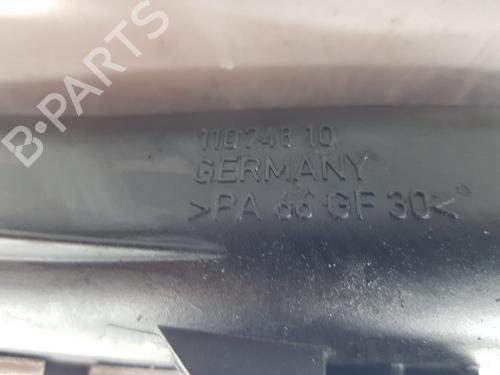 B-PARTS
110748 10
GERMANY
>PA 66 GF 30<